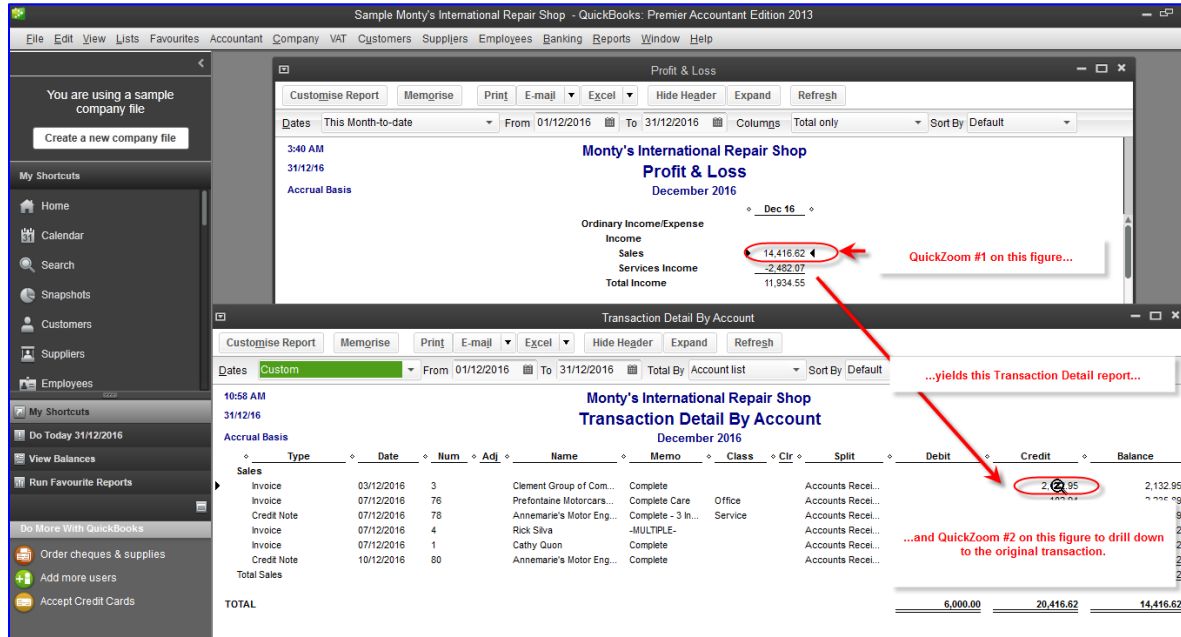 Sample Monty's International Repair Shop - QuickBooks: Premier Accountant Edition 2013
File Edit View Lists Favourites Accountant Company VAT Customers Suppliers Employees Banking Reports Window Help
You are using a sample
company file
Create a new company file
My Shortcuts
Home
Calendar
Search
Snapshots
Customers
Suppliers
Employees
My Shortcuts
Do Today 31/12/2016
View Balances
Run Favourite Reports
Do More With QuickBooks
Order cheques & supplies
Add more users
Accept Credit Cards
Profit & Loss
Customise Report Memorise Print E-mail Excel Hide Header Expand Refresh
Dates This Month-to-date From 01/12/2016 To 31/12/2016 Columns Total only Sort By Default
3:40 AM
31/12/16
Accrual Basis
Monty's International Repair Shop
Profit & Loss
December 2016
Dec 16
Ordinary Income/Expense
Income
Sales 14,416.62
Services Income -2,482.07
Total Income 11,934.55
QuickZoom #1 on this figure...
Transaction Detail By Account
Customise Report Memorise Print E-mail Excel Hide Header Expand Refresh
Dates Custom From 01/12/2016 To 31/12/2016 Total By Account list Sort By Default
...yields this Transaction Detail report...
10:58 AM
31/12/16
Accrual Basis
Monty's International Repair Shop
Transaction Detail By Account
December 2016
Type Date Num Adj Name Memo Class Clr Split Debit Credit Balance
Sales
Invoice 03/12/2016 3 Clement Group of Com... Complete Accounts Recei... 2,132.95
Invoice 07/12/2016 76 Prefontaine Motorcars... Complete Care Office Accounts Recei...
Credit Note 07/12/2016 78 Annemarie's Motor Eng... Complete - 3 In... Service Accounts Recei...
Invoice 07/12/2016 4 Rick Silva -MULTIPLE- Accounts Recei...
Invoice 07/12/2016 1 Cathy Quon Complete Accounts Recei...
Credit Note 10/12/2016 80 Annemarie's Motor Eng... Complete Accounts Recei...
Total Sales
...and QuickZoom #2 on this figure to drill down
to the original transaction.
TOTAL 6,000.00 20,416.62 14,416.62